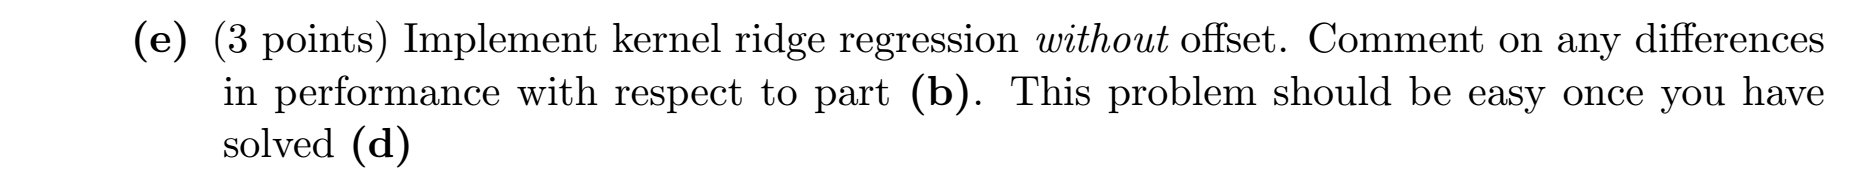 (e) (3 points) Implement kernel ridge regression without offset. Comment on any differences
in performance with respect to part (b). This problem should be easy once you have
solved (d)